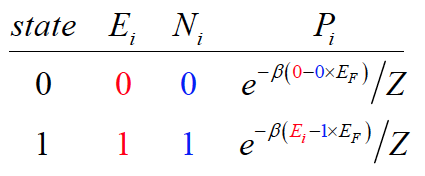 state E_i N_i P_i
0 0 0 e^{-β(0-0×E_F)}/Z
1 1 1 e^{-β(E_i-1×E_F)}/Z